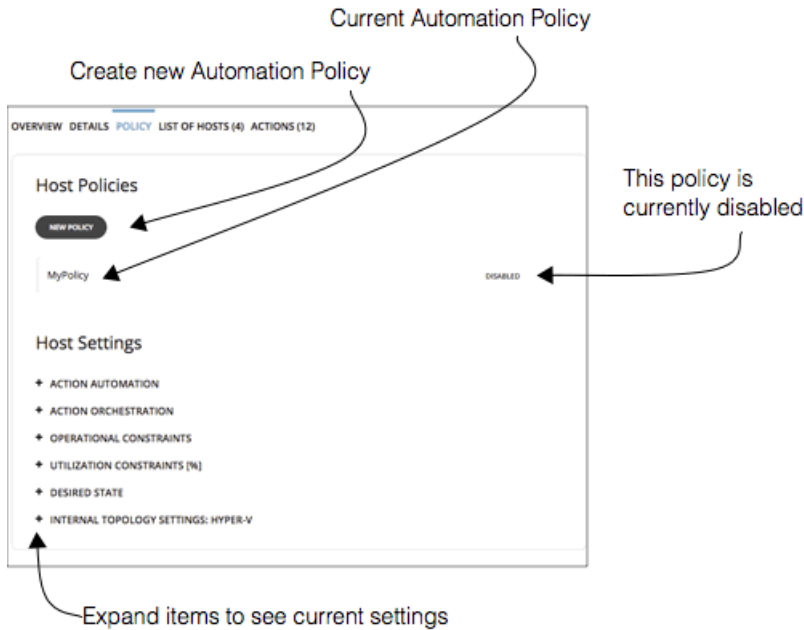 Current Automation Policy
Create new Automation Policy
OVERVIEW DETAILS POLICY LIST OF HOSTS (4) ACTIONS (12)
Host Policies
This policy is
currently disabled
NEW POLICY
MyPolicy DISABLED
Host Settings
+ ACTION AUTOMATION
+ ACTION ORCHESTRATION
+ OPERATIONAL CONSTRAINTS
+ UTILIZATION CONSTRAINTS [%]
+ DESIRED STATE
+ INTERNAL TOPOLOGY SETTINGS: HYPER-V
Expand items to see current settings